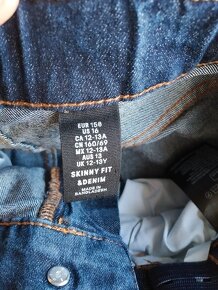 EUR 158
US 16
CA 12-13A
CN 160/69
MX 12-13A
AUS 13
UK 12-13Y
SKINNY FIT
&DENIM
MADE IN
BANGLADESH